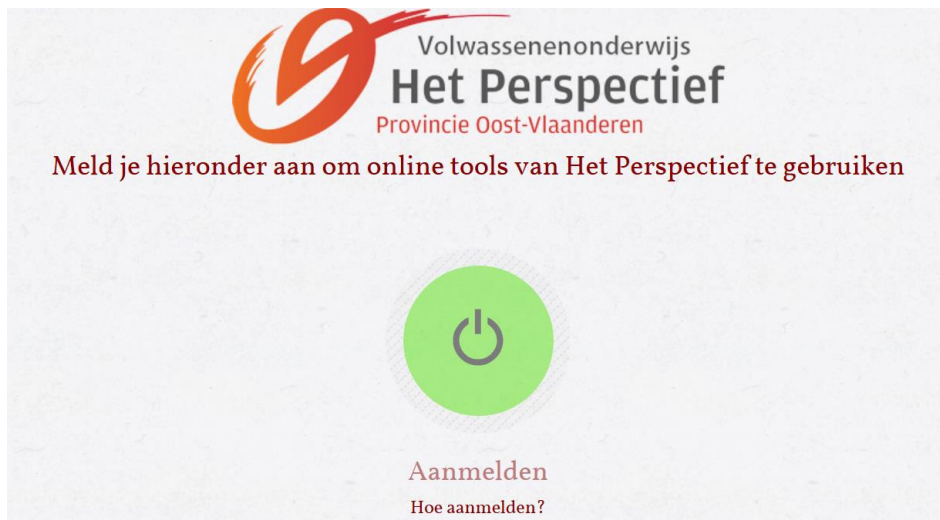 Volwassenenonderwijs
Het Perspectief
Provincie Oost-Vlaanderen
Meld je hieronder aan om online tools van Het Perspectief te gebruiken
Aanmelden
Hoe aanmelden?